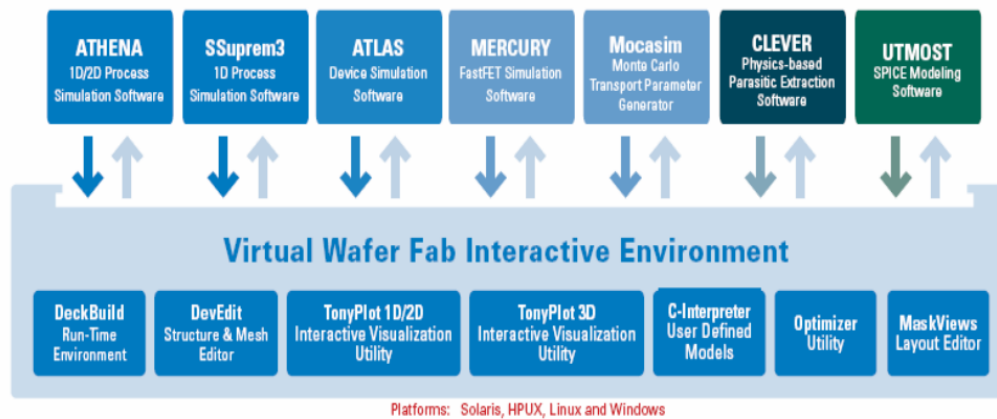 ATHENA
1D/2D Process
Simulation Software
SSuprem3
1D Process
Simulation Software
ATLAS
Device Simulation
Software
MERCURY
FastFET Simulation
Software
Mocasim
Monte Carlo
Transport Parameter
Generator
CLEVER
Physics-based
Parasitic Extraction
Software
UTMOST
SPICE Modeling
Software
Virtual Wafer Fab Interactive Environment
DeckBuild
Run-Time
Environment
DevEdit
Structure & Mesh
Editor
TonyPlot 1D/2D
Interactive Visualization
Utility
TonyPlot 3D
Interactive Visualization
Utility
C-Interpreter
User Defined
Models
Optimizer
Utility
MaskViews
Layout Editor
Platforms: Solaris, HPUX, Linux and Windows